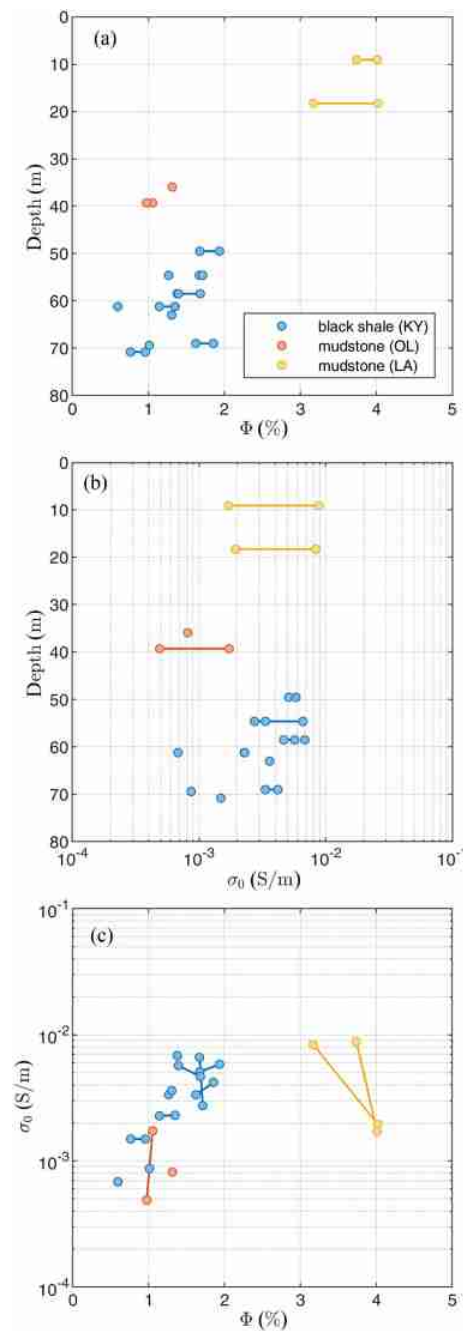 (a)
0
10
20
30
40
50
60
70
80
Depth (m)
black shale (KY)
mudstone (OL)
mudstone (LA)
0 1 2 3 4 5
Φ (%)
(b)
0
10
20
30
40
50
60
70
80
Depth (m)
10⁻⁴ 10⁻³ 10⁻² 10⁻¹
σ₀ (S/m)
(c)
10⁻¹
10⁻²
10⁻³
10⁻⁴
σ₀ (S/m)
0 1 2 3 4 5
Φ (%)